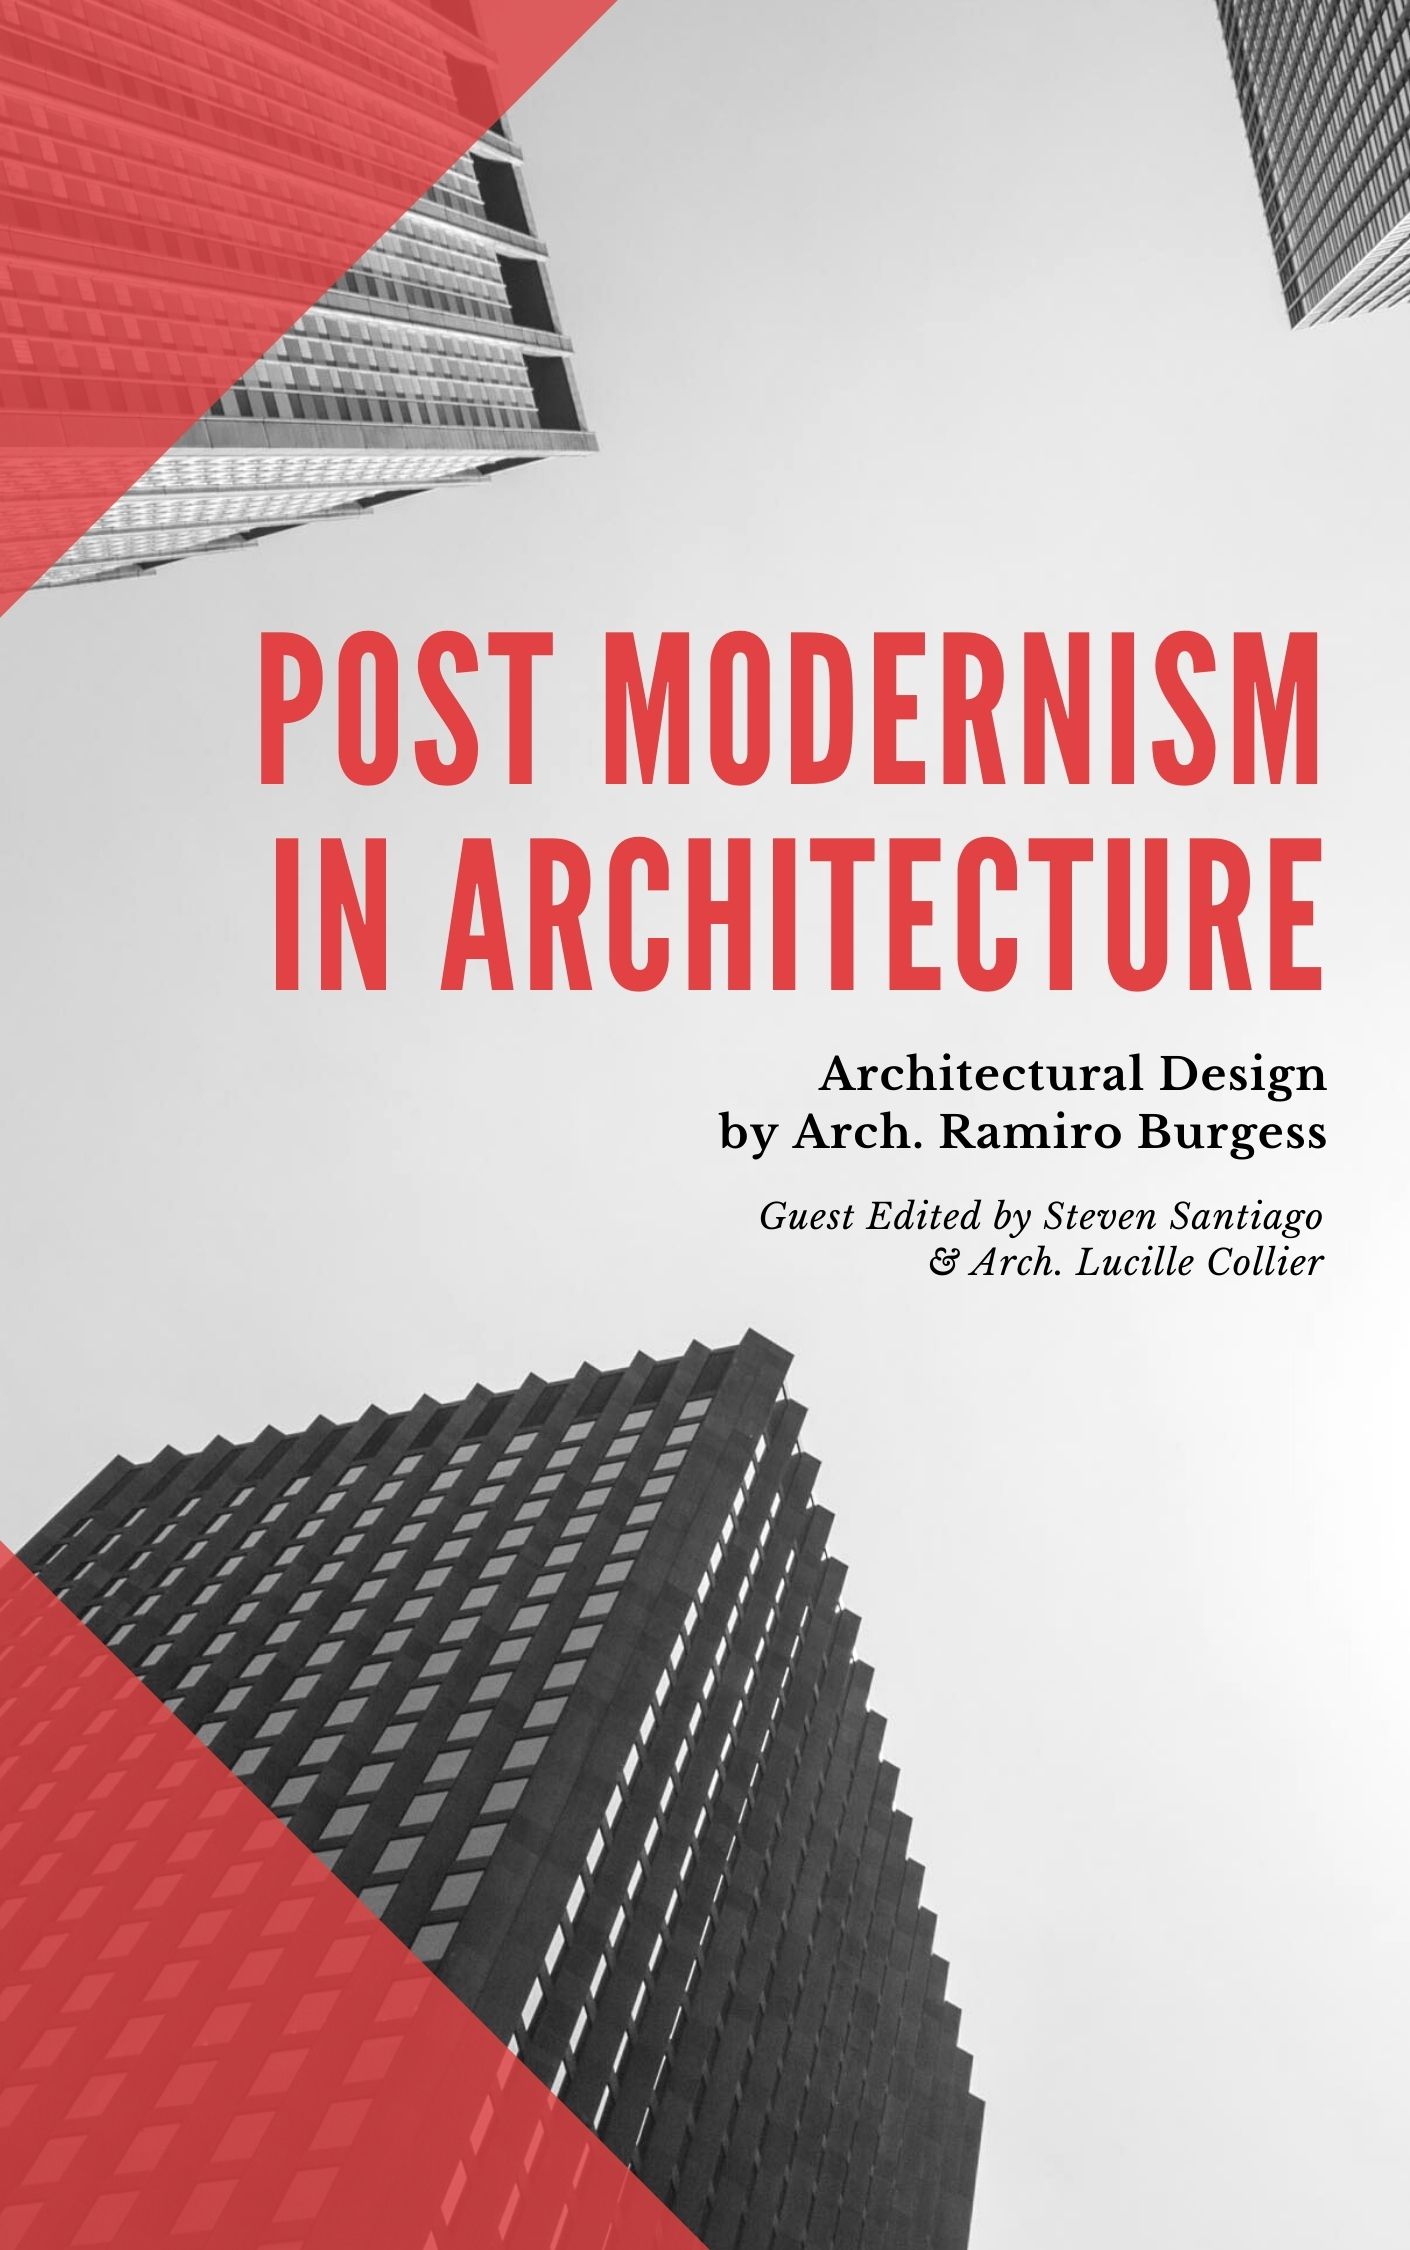 POST MODERNISM
IN ARCHITECTURE
Architectural Design
by Arch. Ramiro Burgess
Guest Edited by Steven Santiago
& Arch. Lucille Collier